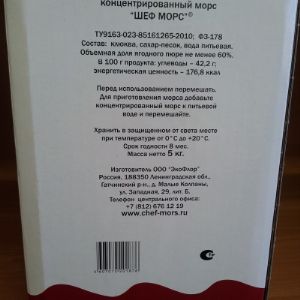 концентрированный морс
"ШЕФ МОРС"®
ТУ9163-023-85161265-2010; ФЗ-178
Состав: клюква, сахар-песок, вода питьевая.
Объемная доля ягодного пюре не менее 60%.
В 100 г продукта: углеводы – 42,2 г;
энергетическая ценность – 176,8 ккал
Перед использованием перемешать.
Для приготовления морса добавьте
концентрированный морс к питьевой
воде и перемешайте.
Хранить в защищенном от света месте
при температуре от 0°C до +20°C.
Срок годности 8 мес.
Масса нетто 5 кг.
Изготовитель ООО "ЭкоФлор"
Россия, 188350 Ленинградская обл.,
Гатчинский р-н., д. Малые Колпаны,
ул. Западная, 29, корп. Б.
Телефон центрального офиса:
+7 (812) 676 12 19
www.chef-mors.ru